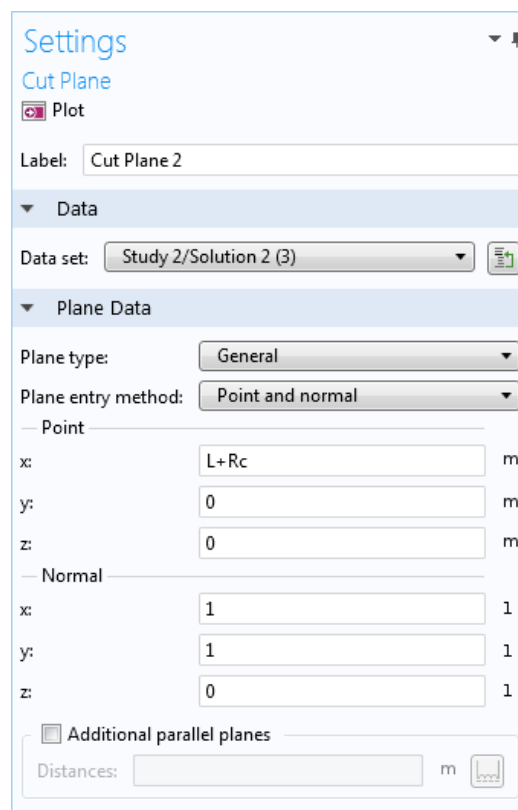 Settings
Cut Plane
Plot
Label: Cut Plane 2
Data
Data set: Study 2/Solution 2 (3)
Plane Data
Plane type: General
Plane entry method: Point and normal
Point
x: L+Rc m
y: 0 m
z: 0 m
Normal
x: 1 1
y: 1 1
z: 0 1
Additional parallel planes
Distances: m